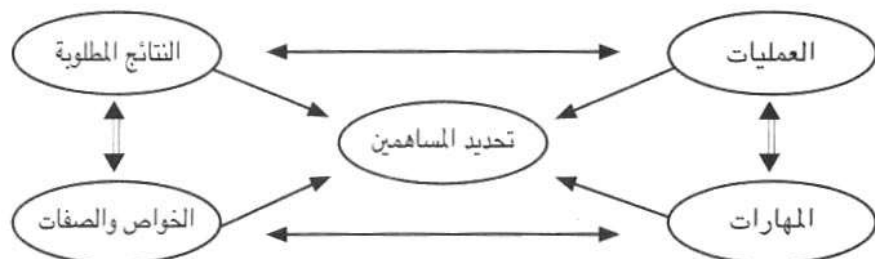 العمليات
النتائج المطلوبة
تحديد المساهمين
المهارات
الخواص والصفات